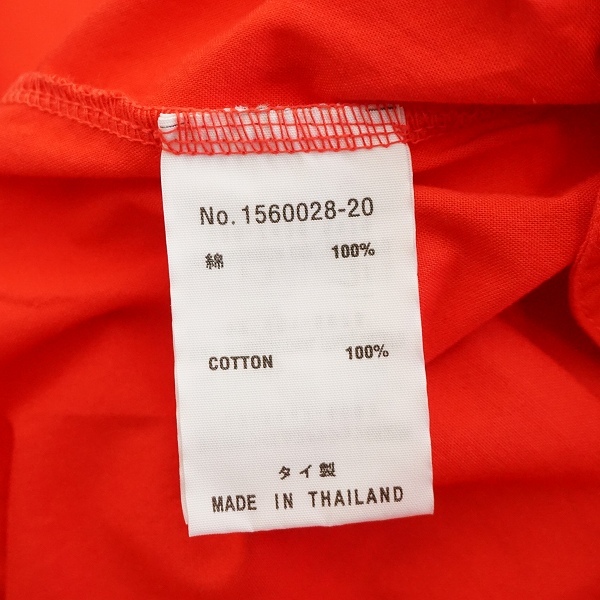 No. 1560028-20
綿 100%
COTTON 100%
タイ製
MADE IN THAILAND